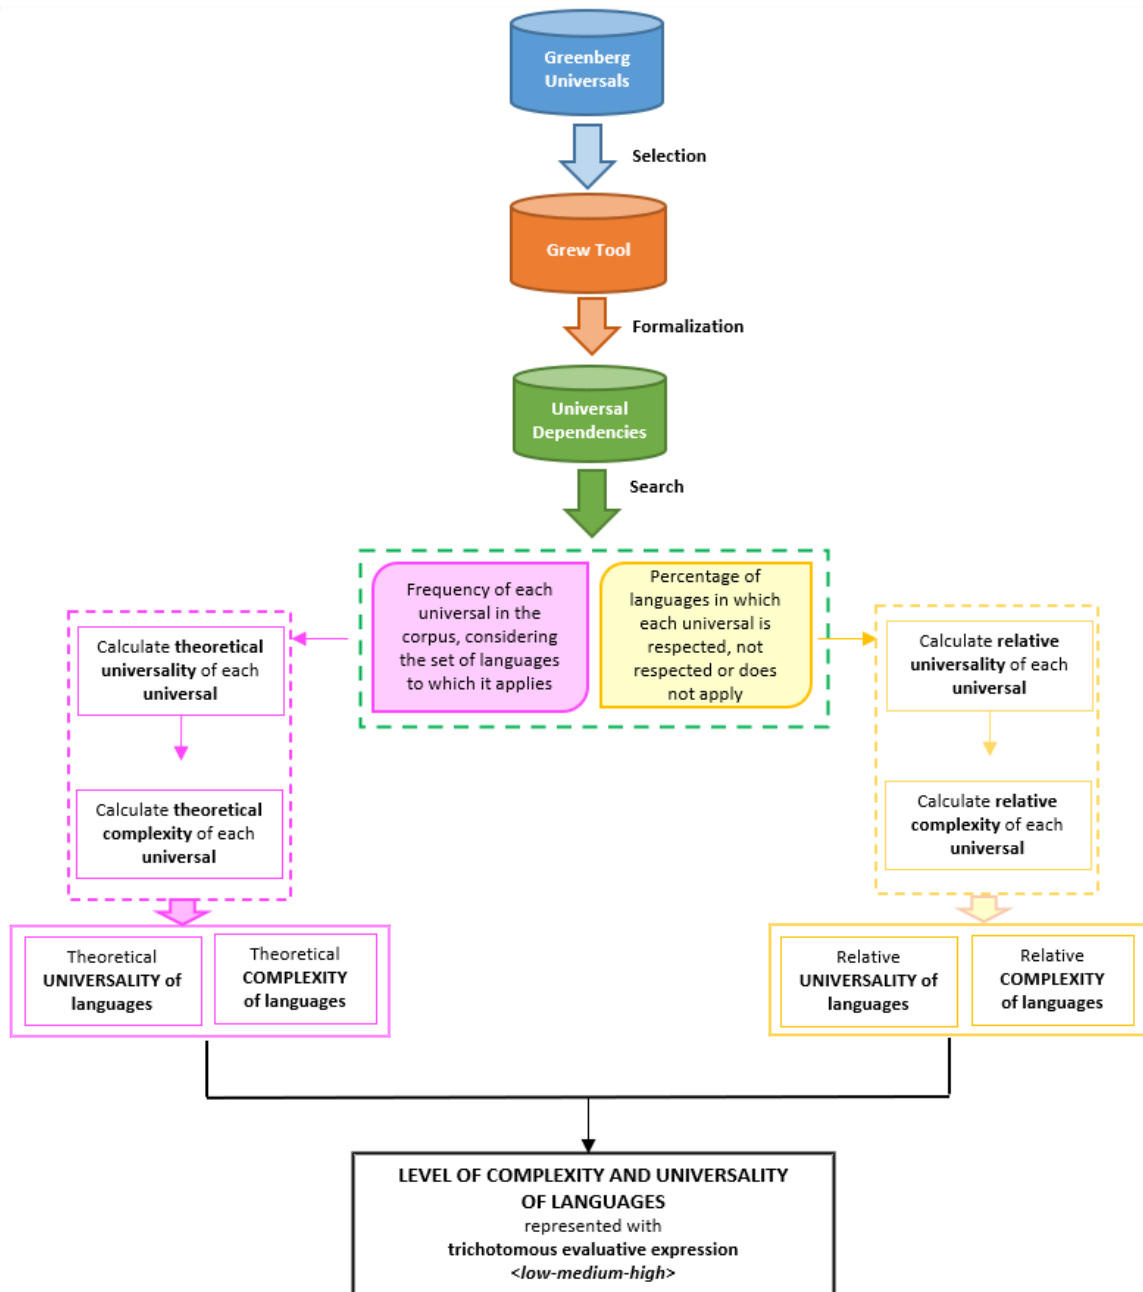 Greenberg
Universals
Selection
Grew Tool
Formalization
Universal
Dependencies
Search
Frequency of each
universal in the
corpus, considering
the set of languages
to which it applies
Percentage of
languages in which
each universal is
respected, not
respected or does
not apply
Calculate theoretical
universality of each
universal
Calculate theoretical
complexity of each
universal
Calculate relative
universality of each
universal
Calculate relative
complexity of each
universal
Theoretical
UNIVERSALITY of
languages
Theoretical
COMPLEXITY
of languages
Relative
UNIVERSALITY of
languages
Relative
COMPLEXITY
of languages
LEVEL OF COMPLEXITY AND UNIVERSALITY
OF LANGUAGES
represented with
trichotomous evaluative expression
<low-medium-high>